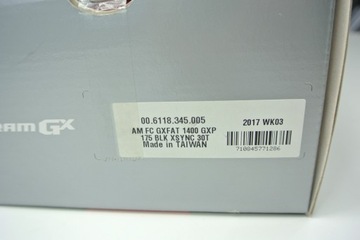 00.6118.345.005
AM FC GXFAT 1400 GXP
175 BLK XSYNC 30T
Made in TAIWAN
2017 WK03
710845771286
GX